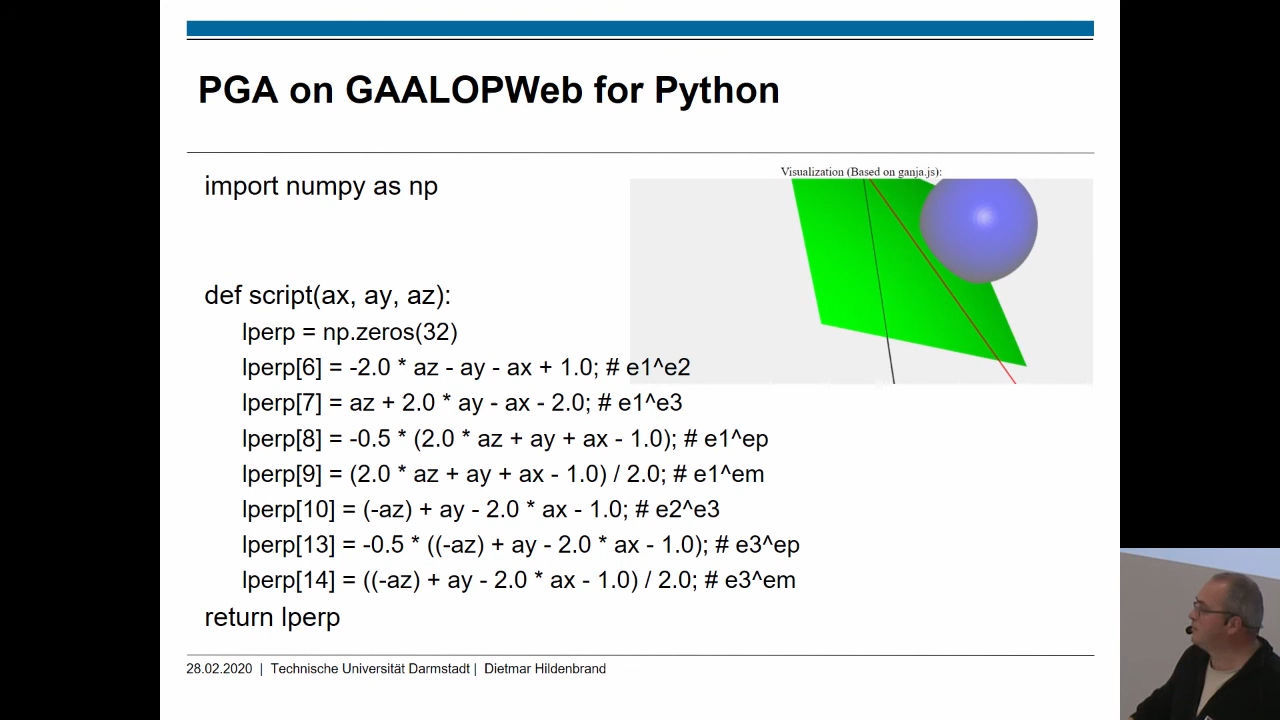 PGA on GAALOPWeb for Python
Visualization (Based on ganja.js):
import numpy as np
def script(ax, ay, az):
lperp = np.zeros(32)
lperp[6] = -2.0 * az - ay - ax + 1.0; # e1^e2
lperp[7] = az + 2.0 * ay - ax - 2.0; # e1^e3
lperp[8] = -0.5 * (2.0 * az + ay + ax - 1.0); # e1^ep
lperp[9] = (2.0 * az + ay + ax - 1.0) / 2.0; # e1^em
lperp[10] = (-az) + ay - 2.0 * ax - 1.0; # e2^e3
lperp[13] = -0.5 * ((-az) + ay - 2.0 * ax - 1.0); # e3^ep
lperp[14] = ((-az) + ay - 2.0 * ax - 1.0) / 2.0; # e3^em
return lperp
28.02.2020 | Technische Universität Darmstadt | Dietmar Hildenbrand